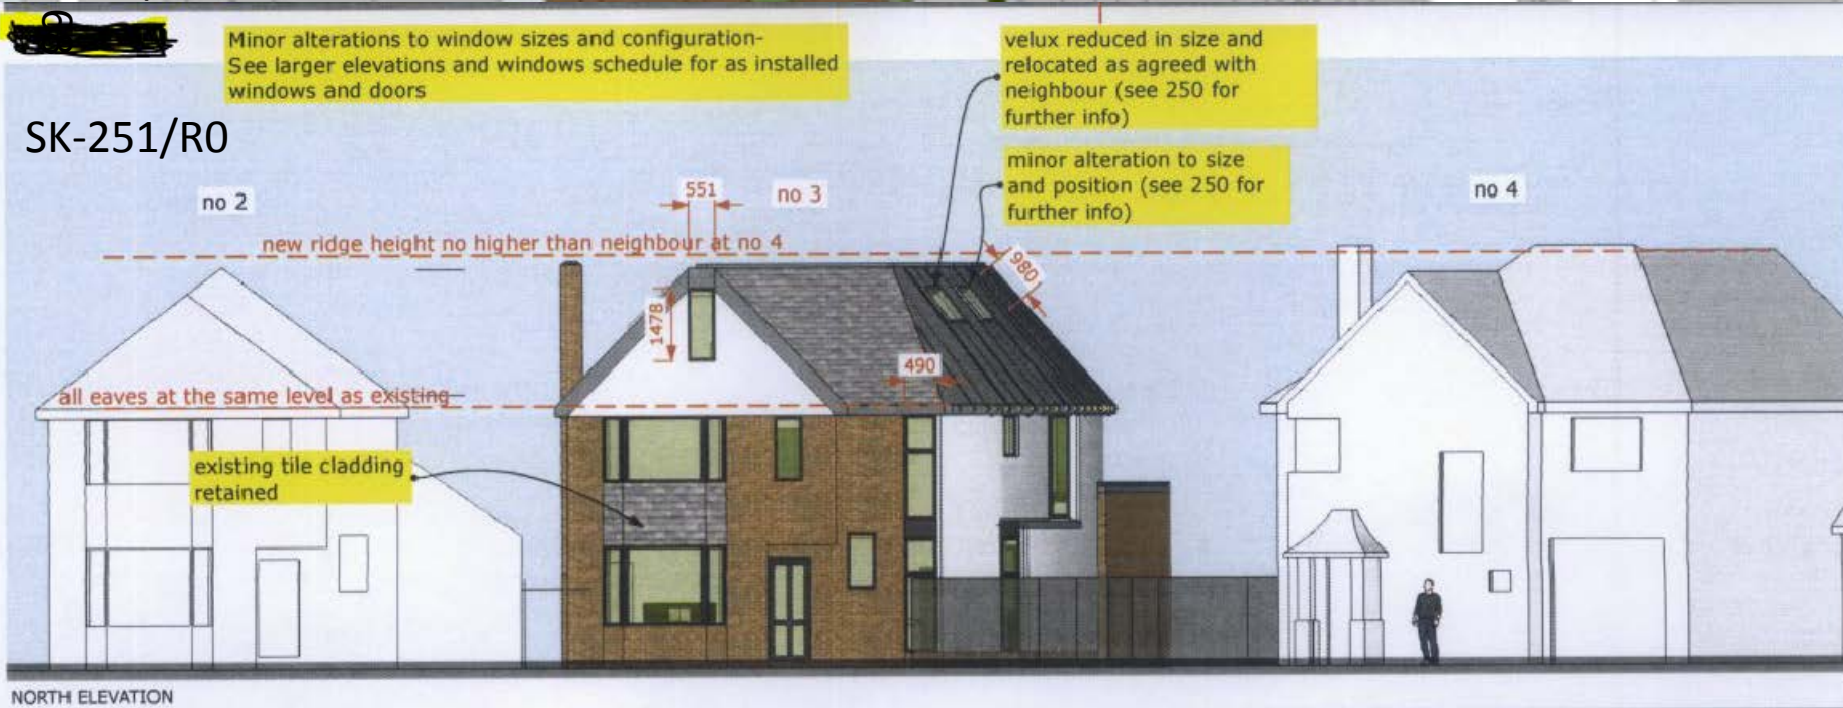 Minor alterations to window sizes and configuration-
See larger elevations and windows schedule for as installed
windows and doors
velux reduced in size and
relocated as agreed with
neighbour (see 250 for
further info)
SK-251/R0
minor alteration to size
and position (see 250 for
further info)
no 2
551
no 3
no 4
new ridge height no higher than neighbour at no 4
980
1478
490
all eaves at the same level as existing
existing tile cladding
retained
NORTH ELEVATION